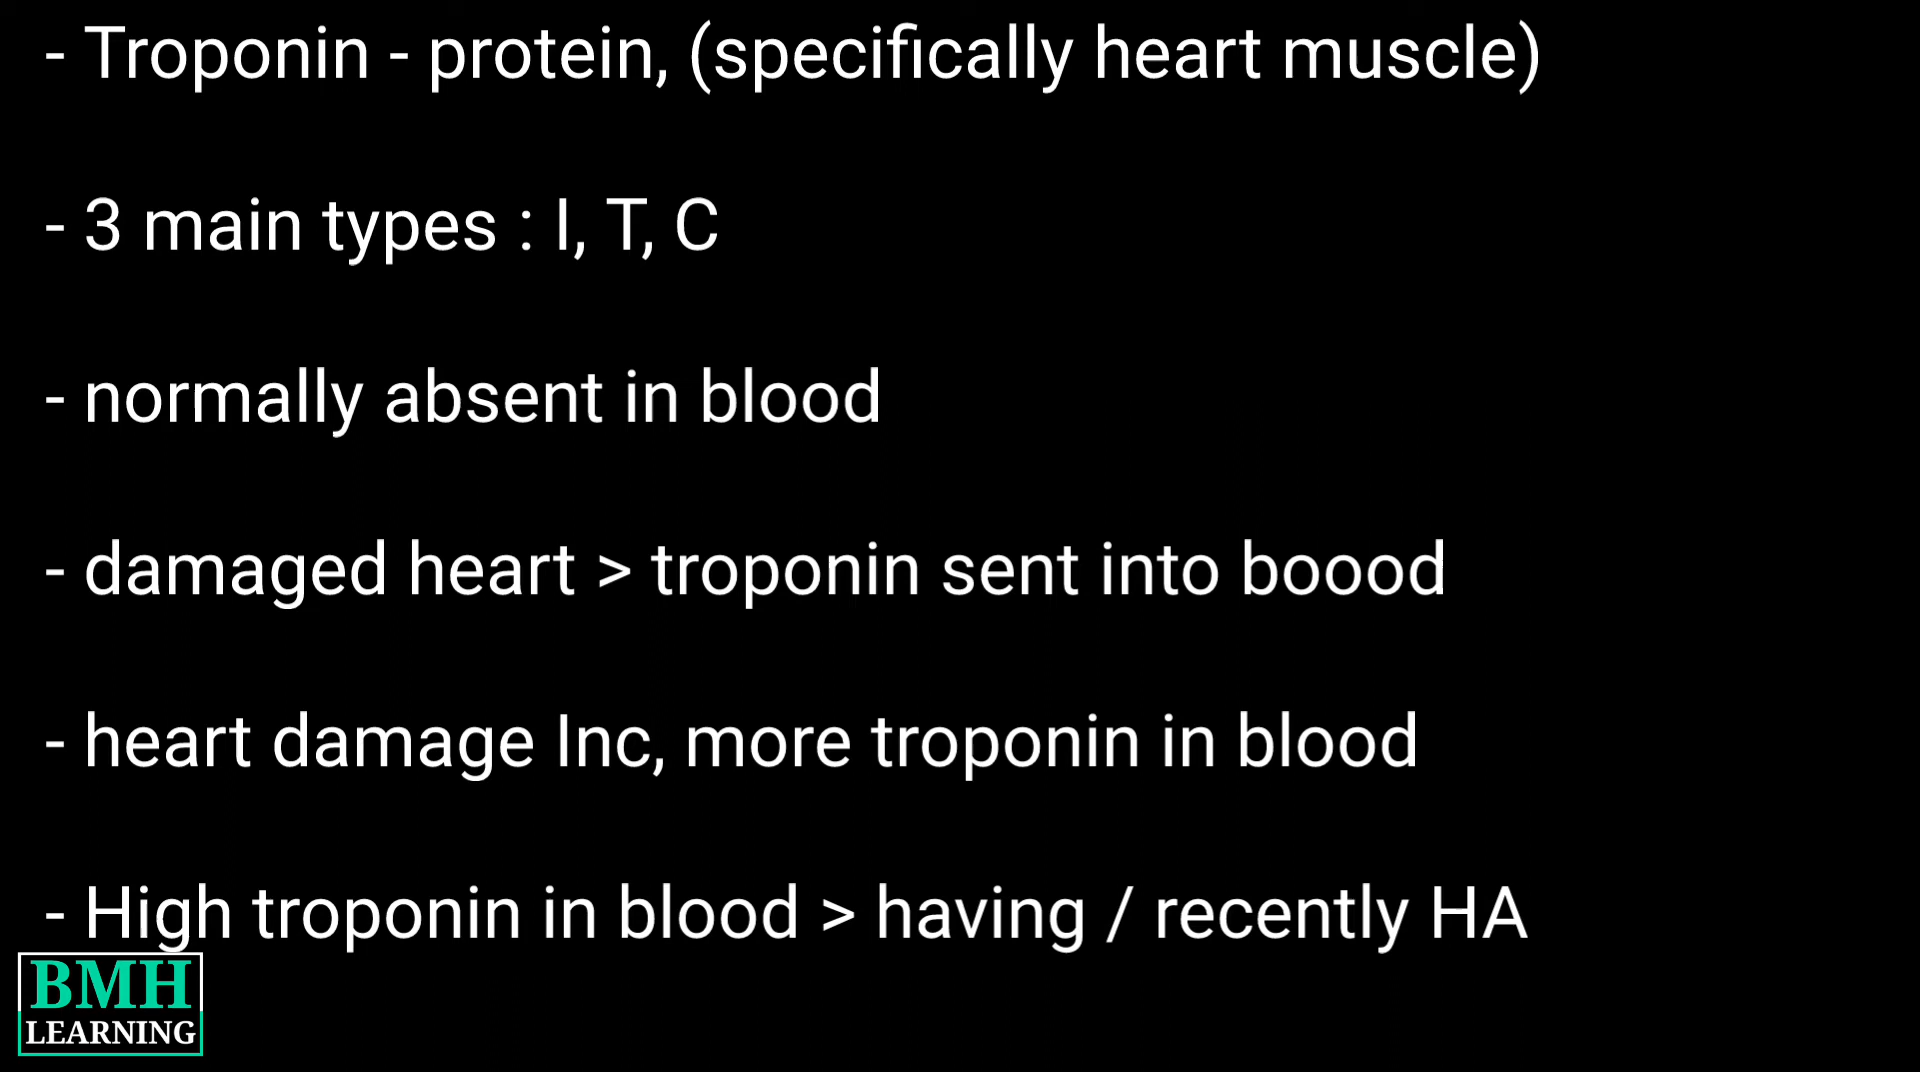 - Troponin - protein, (specifically heart muscle)
- 3 main types : I, T, C
- normally absent in blood
- damaged heart > troponin sent into boood
- heart damage Inc, more troponin in blood
- High troponin in blood > having / recently HA
BMH
LEARNING